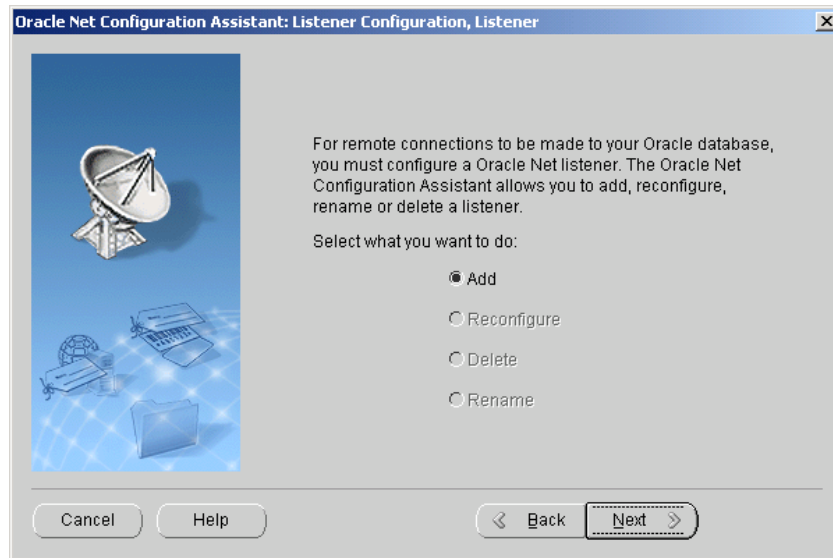 Oracle Net Configuration Assistant: Listener Configuration, Listener
For remote connections to be made to your Oracle database,
you must configure a Oracle Net listener. The Oracle Net
Configuration Assistant allows you to add, reconfigure,
rename or delete a listener.
Select what you want to do:
Add
Reconfigure
Delete
Rename
Cancel Help Back Next